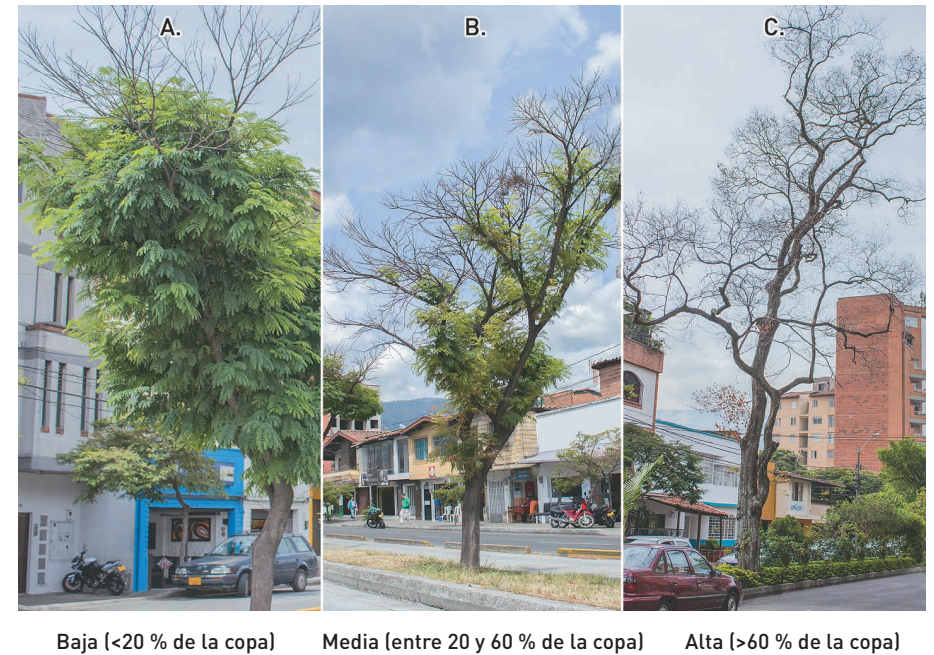 A.
B.
C.
Baja (<20 % de la copa)
Media (entre 20 y 60 % de la copa)
Alta (>60 % de la copa)